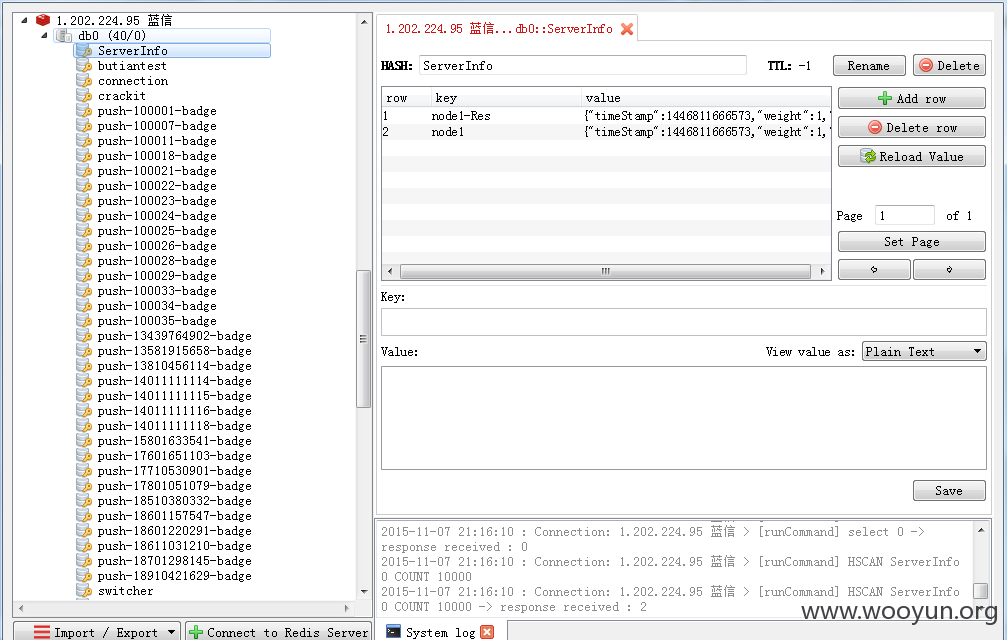 1.202.224.95 蓝信
db0 (40/0)
ServerInfo
butiantest
connection
crackit
push-100001-badge
push-100007-badge
push-100011-badge
push-100018-badge
push-100021-badge
push-100022-badge
push-100023-badge
push-100024-badge
push-100025-badge
push-100026-badge
push-100028-badge
push-100029-badge
push-100033-badge
push-100034-badge
push-100035-badge
push-13439764902-badge
push-13581915658-badge
push-13810456114-badge
push-14011111114-badge
push-14011111115-badge
push-14011111116-badge
push-14011111118-badge
push-15801633541-badge
push-17601651103-badge
push-17710530901-badge
push-17801051079-badge
push-18510380332-badge
push-18601157547-badge
push-18601220291-badge
push-18611031210-badge
push-18701298145-badge
push-18910421629-badge
switcher
Import / Export
Connect to Redis Server
1.202.224.95 蓝信... db0::ServerInfo
HASH: ServerInfo TTL: -1 Rename Delete
row key value
1 node1-Res {"timeStamp":1446811666573,"weight":1,"
2 node1 {"timeStamp":1446811666573,"weight":1,"
Add row
Delete row
Reload Value
Page 1 of 1
Set Page
Key:
Value: View value as: Plain Text
Save
2015-11-07 21:16:10 : Connection: 1.202.224.95 蓝信 > [runCommand] select 0 ->
response received : 0
2015-11-07 21:16:10 : Connection: 1.202.224.95 蓝信 > [runCommand] HSCAN ServerInfo
0 COUNT 10000
2015-11-07 21:16:10 : Connection: 1.202.224.95 蓝信 > [runCommand] HSCAN ServerInfo
0 COUNT 10000 -> response received : 2
System log
www.wooyun.org